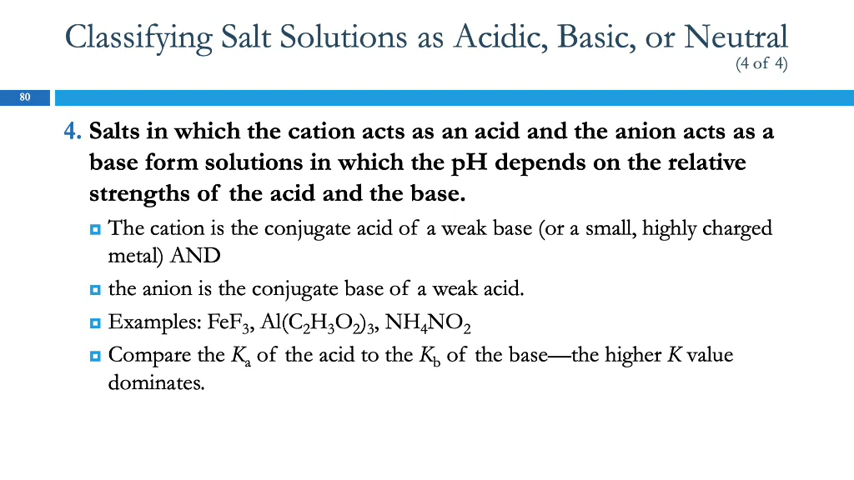 Classifying Salt Solutions as Acidic, Basic, or Neutral
(4 of 4)
80
4. Salts in which the cation acts as an acid and the anion acts as a
base form solutions in which the pH depends on the relative
strengths of the acid and the base.
The cation is the conjugate acid of a weak base (or a small, highly charged
metal) AND
the anion is the conjugate base of a weak acid.
Examples: FeF₃, Al(C₂H₃O₂)₃, NH₄NO₂
Compare the Kₐ of the acid to the K_b of the base—the higher K value
dominates.